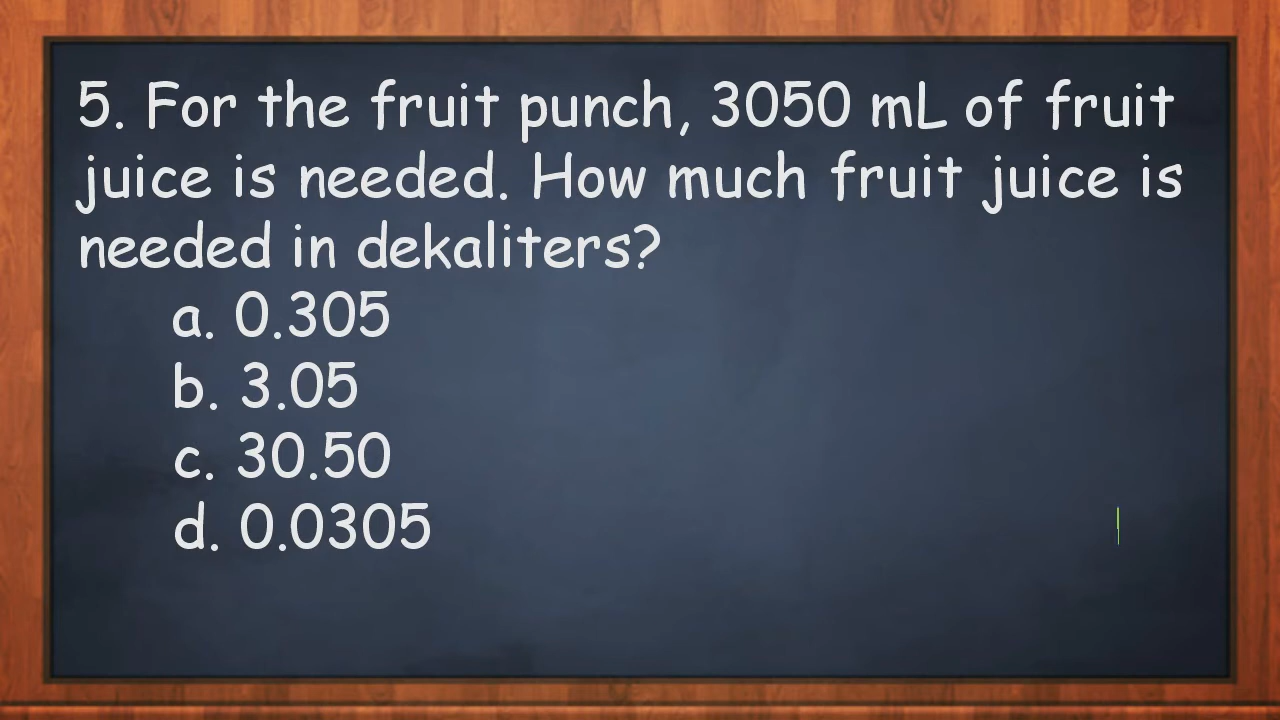 5. For the fruit punch, 3050 mL of fruit
juice is needed. How much fruit juice is
needed in dekaliters?
a. 0.305
b. 3.05
c. 30.50
d. 0.0305